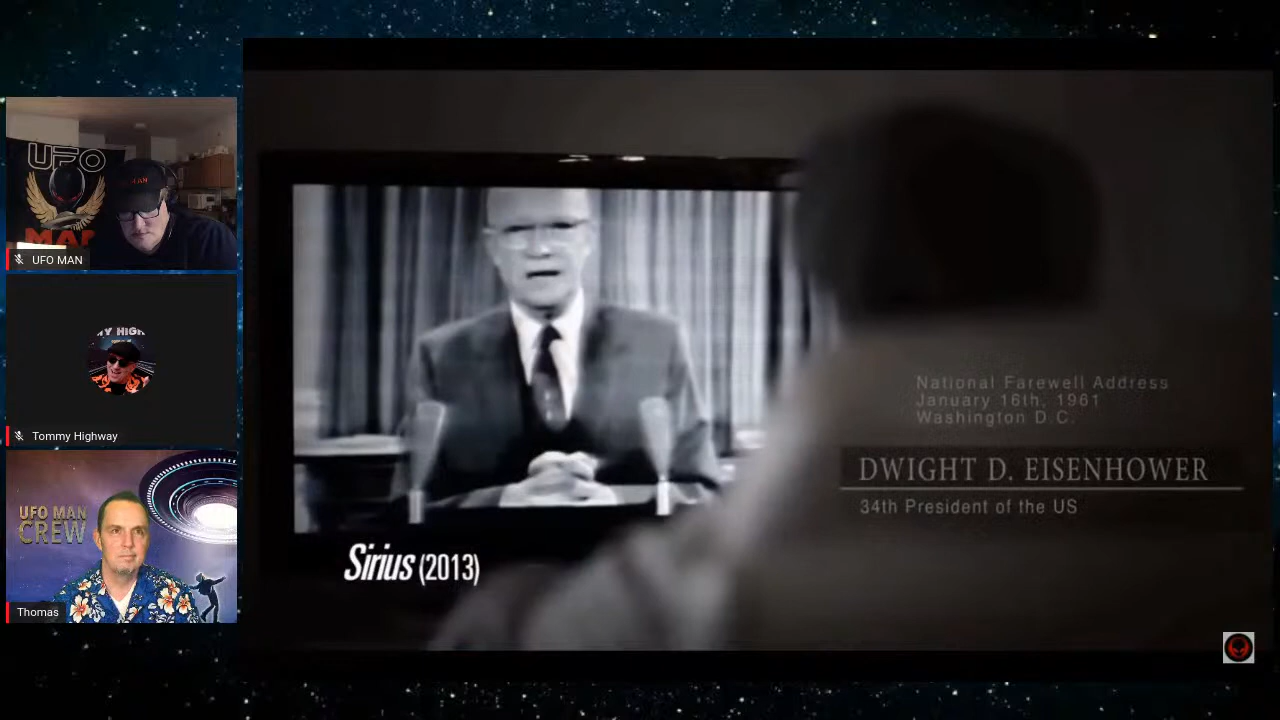 UFO
MAN
UFO MAN
Tommy Highway
UFO MAN
CREW
Thomas
National Farewell Address
January 16th, 1961
Washington D.C.
DWIGHT D. EISENHOWER
34th President of the US
Sirius (2013)